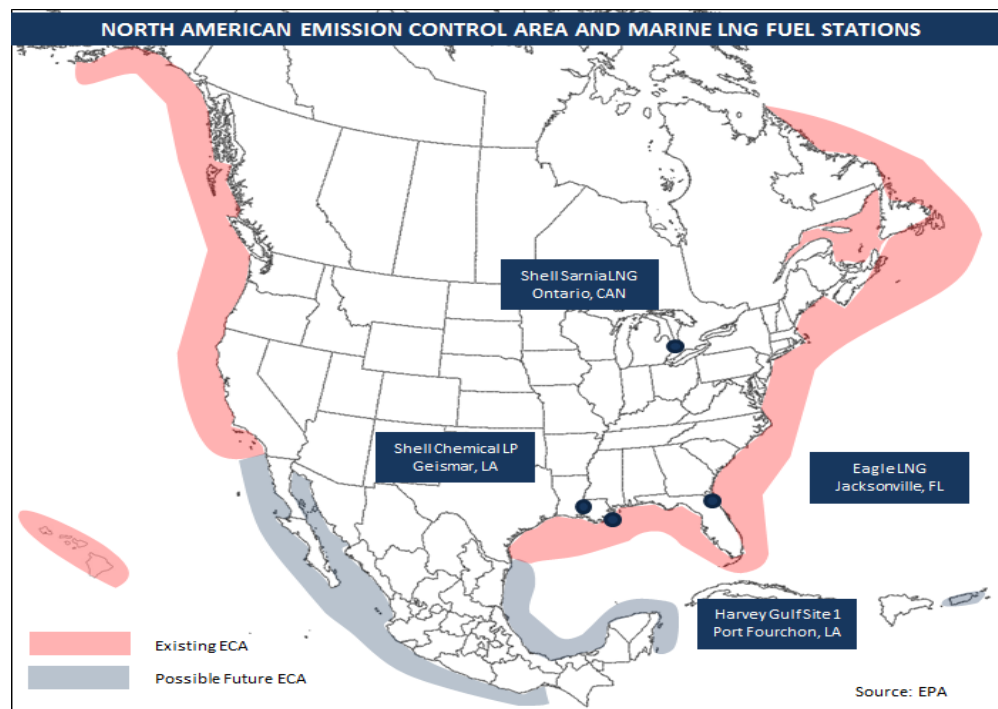 NORTH AMERICAN EMISSION CONTROL AREA AND MARINE LNG FUEL STATIONS
Shell Sarnia LNG
Ontario, CAN
Shell Chemical LP
Geismar, LA
Eagle LNG
Jacksonville, FL
Harvey Gulf Site 1
Port Fourchon, LA
Existing ECA
Possible Future ECA
Source: EPA